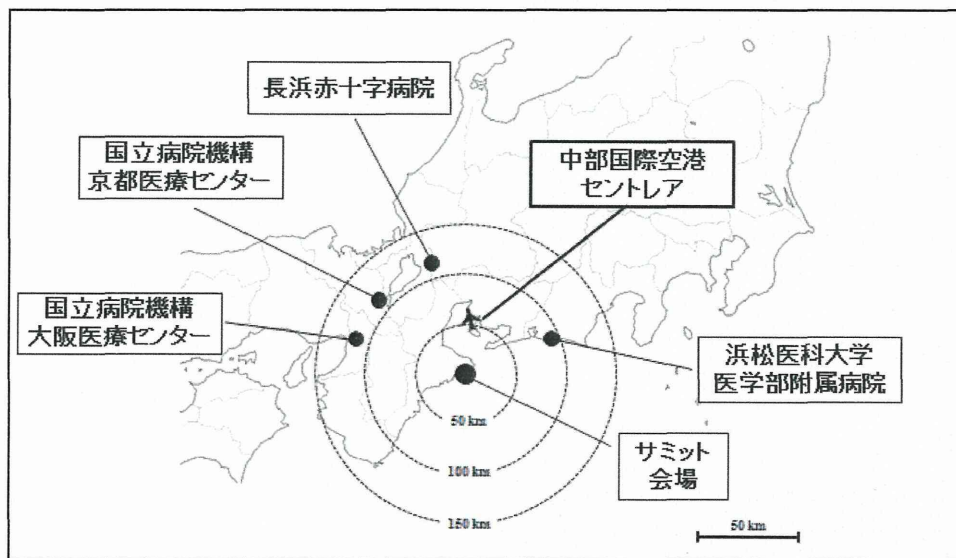 長浜赤十字病院
国立病院機構
京都医療センター
中部国際空港
セントレア
国立病院機構
大阪医療センター
浜松医科大学
医学部附属病院
50 km
サミット
会場
100 km
150 km
50 km